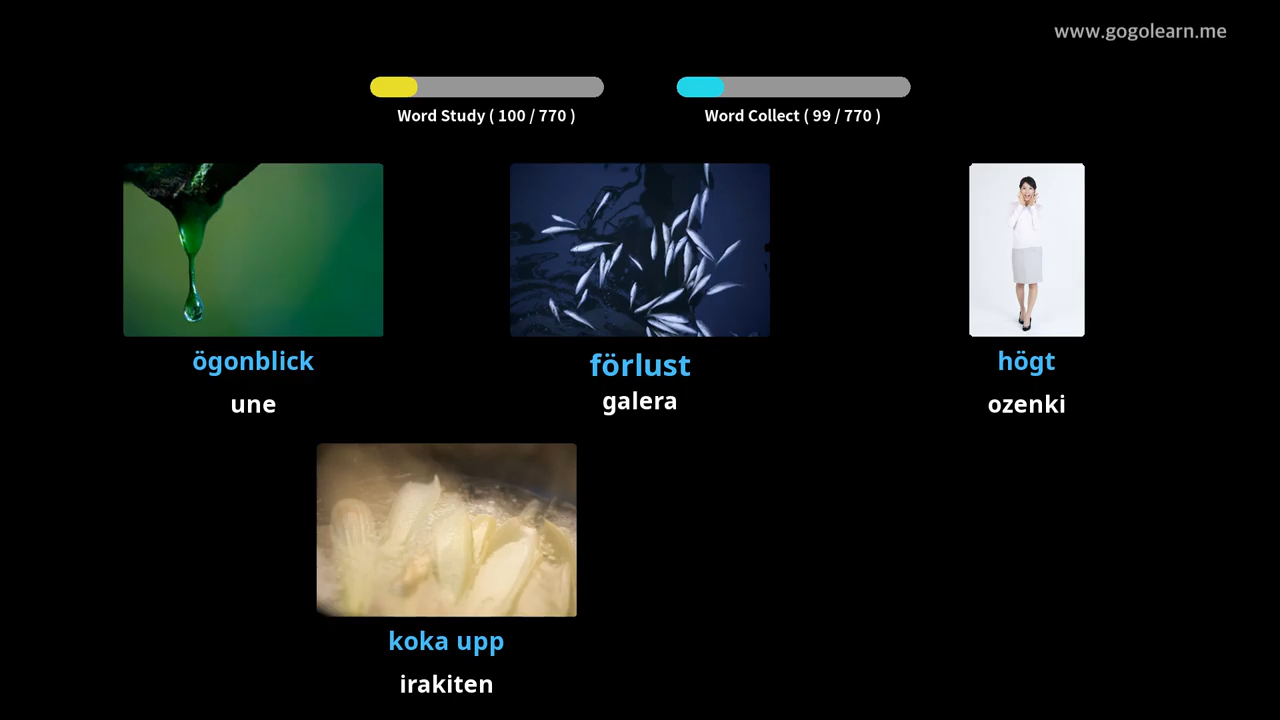 www.gogolearn.me
Word Study ( 100 / 770 )
Word Collect ( 99 / 770 )
ögonblick
une
förlust
galera
högt
ozenki
koka upp
irakiten